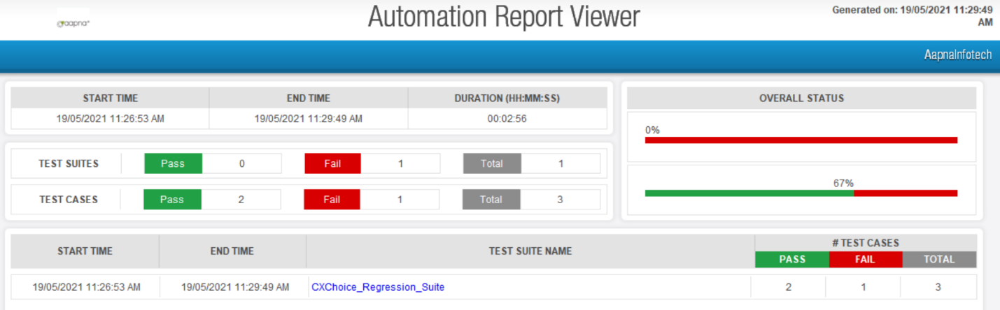 aapna
Automation Report Viewer
Generated on: 19/05/2021 11:29:49
AM
AapnaInfotech
START TIME END TIME DURATION (HH:MM:SS)
19/05/2021 11:26:53 AM 19/05/2021 11:29:49 AM 00:02:56
OVERALL STATUS
0%
67%
TEST SUITES Pass 0 Fail 1 Total 1
TEST CASES Pass 2 Fail 1 Total 3
START TIME END TIME TEST SUITE NAME # TEST CASES
PASS FAIL TOTAL
19/05/2021 11:26:53 AM 19/05/2021 11:29:49 AM CXChoice_Regression_Suite 2 1 3